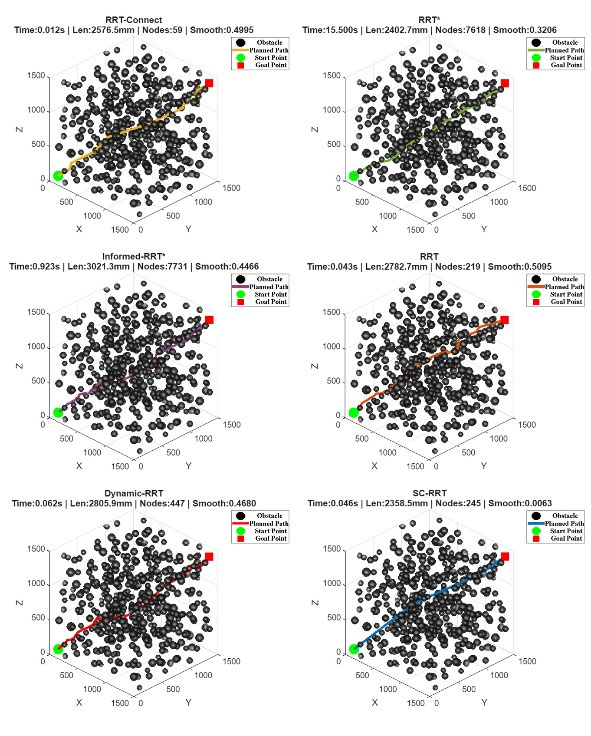 RRT-Connect
Time:0.012s | Len:2576.5mm | Nodes:59 | Smooth:0.4995
Obstacle
Planned Path
Start Point
Goal Point
1500
1000
500
0
Z
500
1000
1500
X
0
500
1000
1500
Y
RRT*
Time:15.500s | Len:2402.7mm | Nodes:7618 | Smooth:0.3206
Obstacle
Planned Path
Start Point
Goal Point
1500
1000
500
0
Z
500
1000
1500
X
0
500
1000
1500
Y
Informed-RRT*
Time:0.923s | Len:3021.3mm | Nodes:7731 | Smooth:0.4466
Obstacle
Planned Path
Start Point
Goal Point
1500
1000
500
0
Z
500
1000
1500
X
0
500
1000
1500
Y
RRT
Time:0.043s | Len:2782.7mm | Nodes:219 | Smooth:0.5095
Obstacle
Planned Path
Start Point
Goal Point
1500
1000
500
0
Z
500
1000
1500
X
0
500
1000
1500
Y
Dynamic-RRT
Time:0.062s | Len:2805.9mm | Nodes:447 | Smooth:0.4680
Obstacle
Planned Path
Start Point
Goal Point
1500
1000
500
0
Z
500
1000
1500
X
0
500
1000
1500
Y
SC-RRT
Time:0.046s | Len:2358.5mm | Nodes:245 | Smooth:0.0063
Obstacle
Planned Path
Start Point
Goal Point
1500
1000
500
0
Z
500
1000
1500
X
0
500
1000
1500
Y